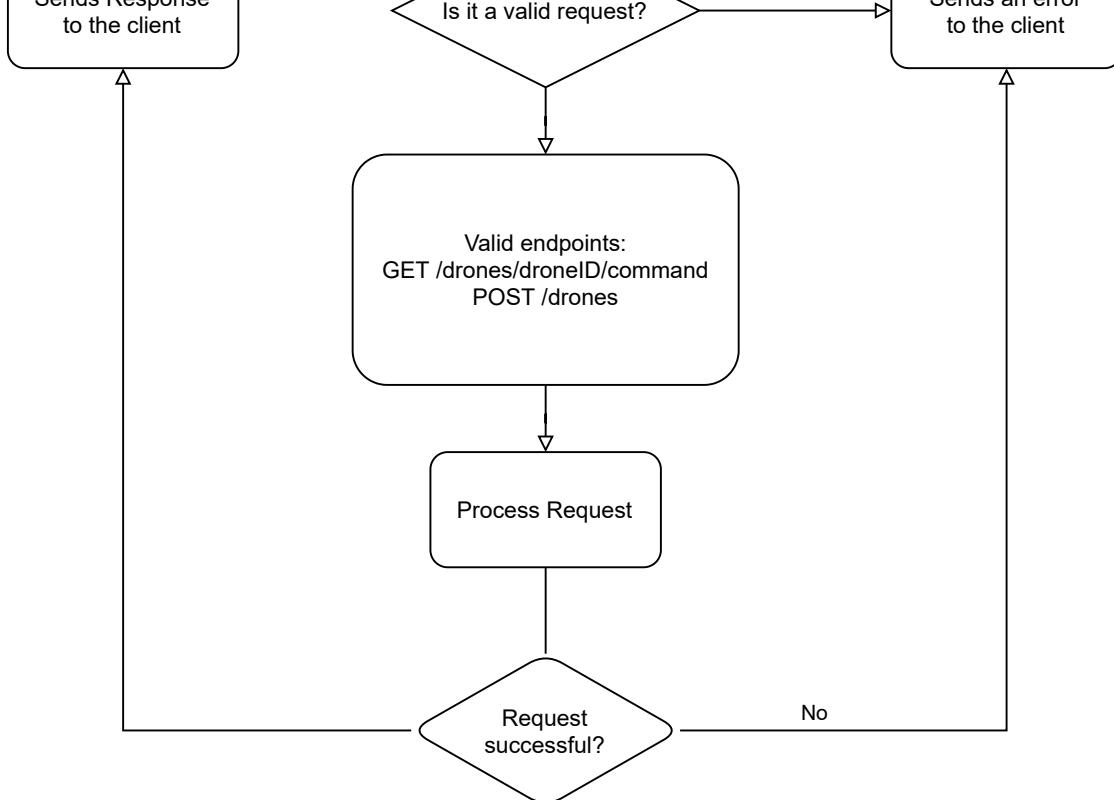 Sends Response
to the client
Is it a valid request?
Sends an error
to the client
Valid endpoints:
GET /drones/droneID/command
POST /drones
Process Request
Request
successful?
No